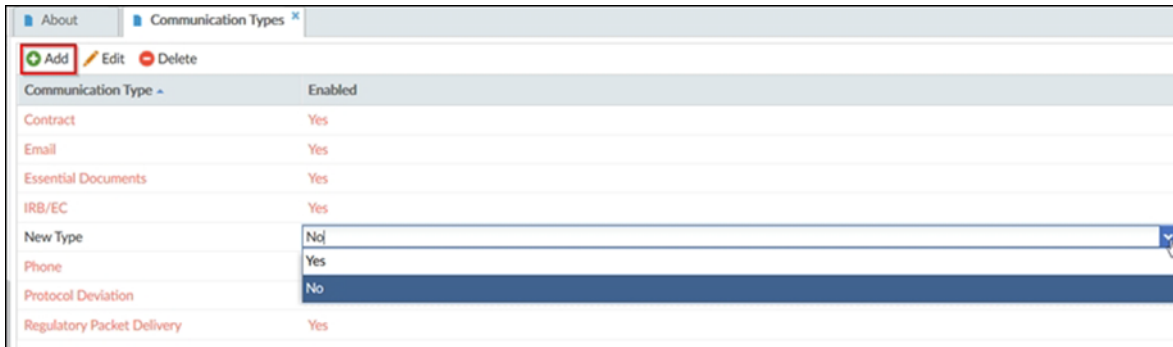 About Communication Types
Add Edit Delete
Communication Type Enabled
Contract Yes
Email Yes
Essential Documents Yes
IRB/EC Yes
New Type No
Phone Yes
Protocol Deviation No
Regulatory Packet Delivery Yes